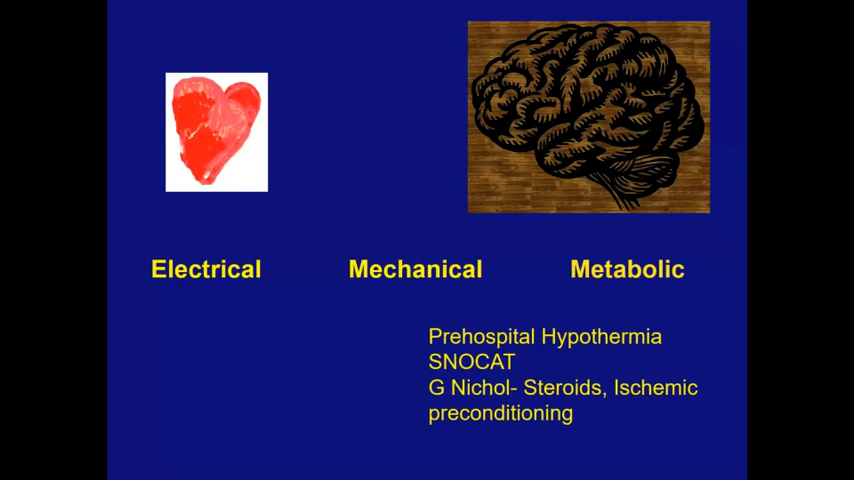 Electrical Mechanical Metabolic
Prehospital Hypothermia
SNOCAT
G Nichol- Steroids, Ischemic
preconditioning